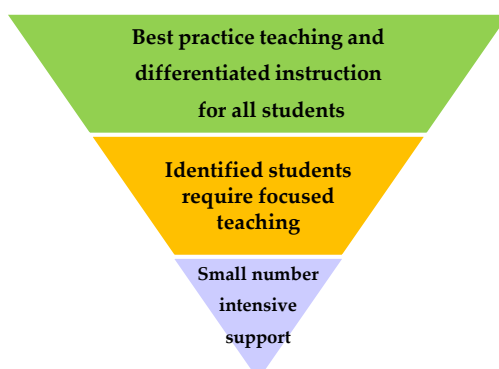 Best practice teaching and
differentiated instruction
for all students
Identified students
require focused
teaching
Small number
intensive
support